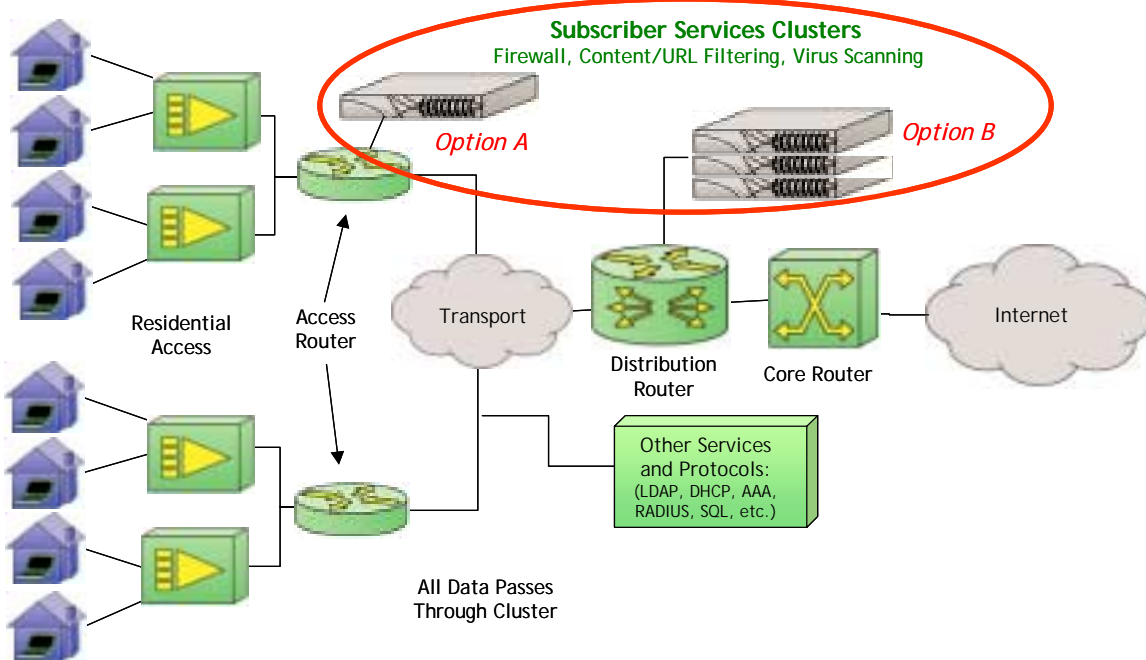 Subscriber Services Clusters
Firewall, Content/URL Filtering, Virus Scanning
Option A
Option B
Residential
Access
Access
Router
Transport
Distribution
Router
Core Router
Internet
Other Services
and Protocols:
(LDAP, DHCP, AAA,
RADIUS, SQL, etc.)
All Data Passes
Through Cluster